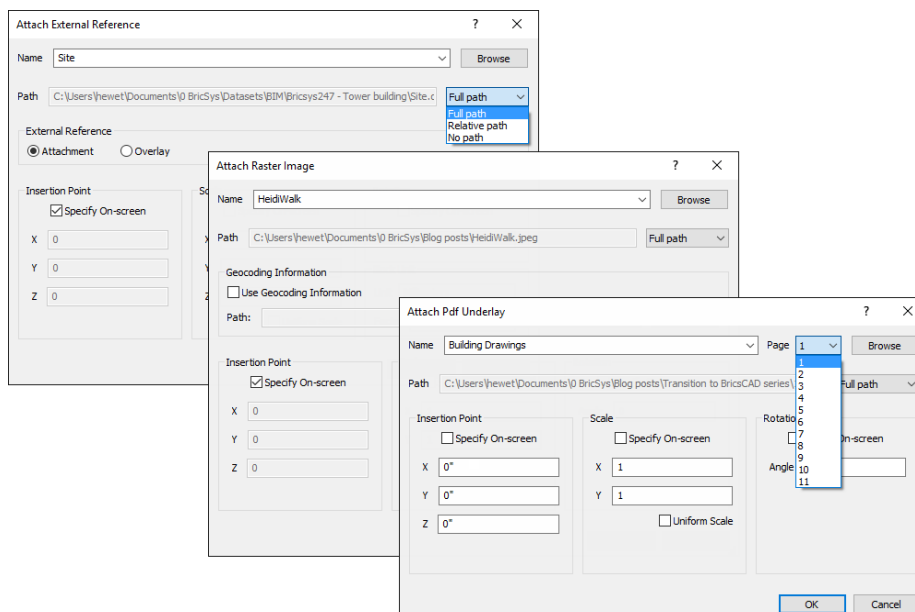 Attach External Reference ? ✕
Name Site Browse
Path C:\Users\hewet\Documents\0 BricSys\Datasets\BIM\Bricsys247 - Tower building\Site. Full path
Full path
Relative path
No path
External Reference
Attachment Overlay
Insertion Point
Specify On-screen
X 0
Y 0
Z 0
Attach Raster Image ? ✕
Name HeidiWalk Browse
Path C:\Users\hewet\Documents\0 BricSys\Blog posts\HeidiWalk.jpeg Full path
Geocoding Information
Use Geocoding Information
Path:
Insertion Point
Specify On-screen
X 0
Y 0
Z 0
Attach Pdf Underlay ? ✕
Name Building Drawings Page 1 Browse
Path C:\Users\hewet\Documents\0 BricSys\Blog posts\Transition to BricsCAD series\ Full path
1
2
3
4
5
6
7
8
9
10
11
Insertion Point Scale
Specify On-screen Specify On-screen On-screen
X 0" X 1 Angle
Y 0" Y 1
Z 0" Uniform Scale
OK Cancel